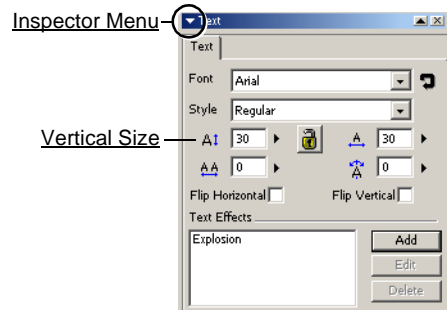 Inspector Menu
Text
Text
Font Arial
Style Regular
Vertical Size
A 30 A 30
AA 0 A 0
Flip Horizontal Flip Vertical
Text Effects
Explosion
Add
Edit
Delete